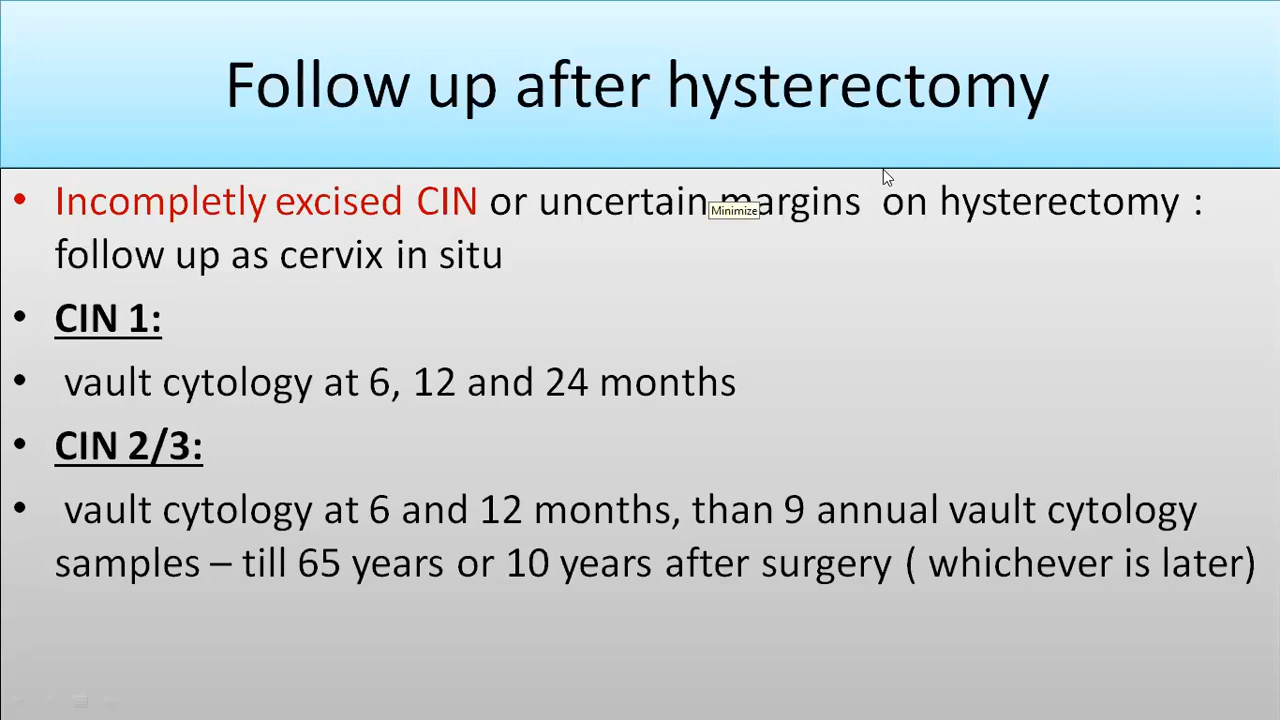 Follow up after hysterectomy
• Incompletly excised CIN or uncertain margins on hysterectomy :
follow up as cervix in situ
• CIN 1:
• vault cytology at 6, 12 and 24 months
• CIN 2/3:
• vault cytology at 6 and 12 months, than 9 annual vault cytology
samples – till 65 years or 10 years after surgery ( whichever is later)
Minimize